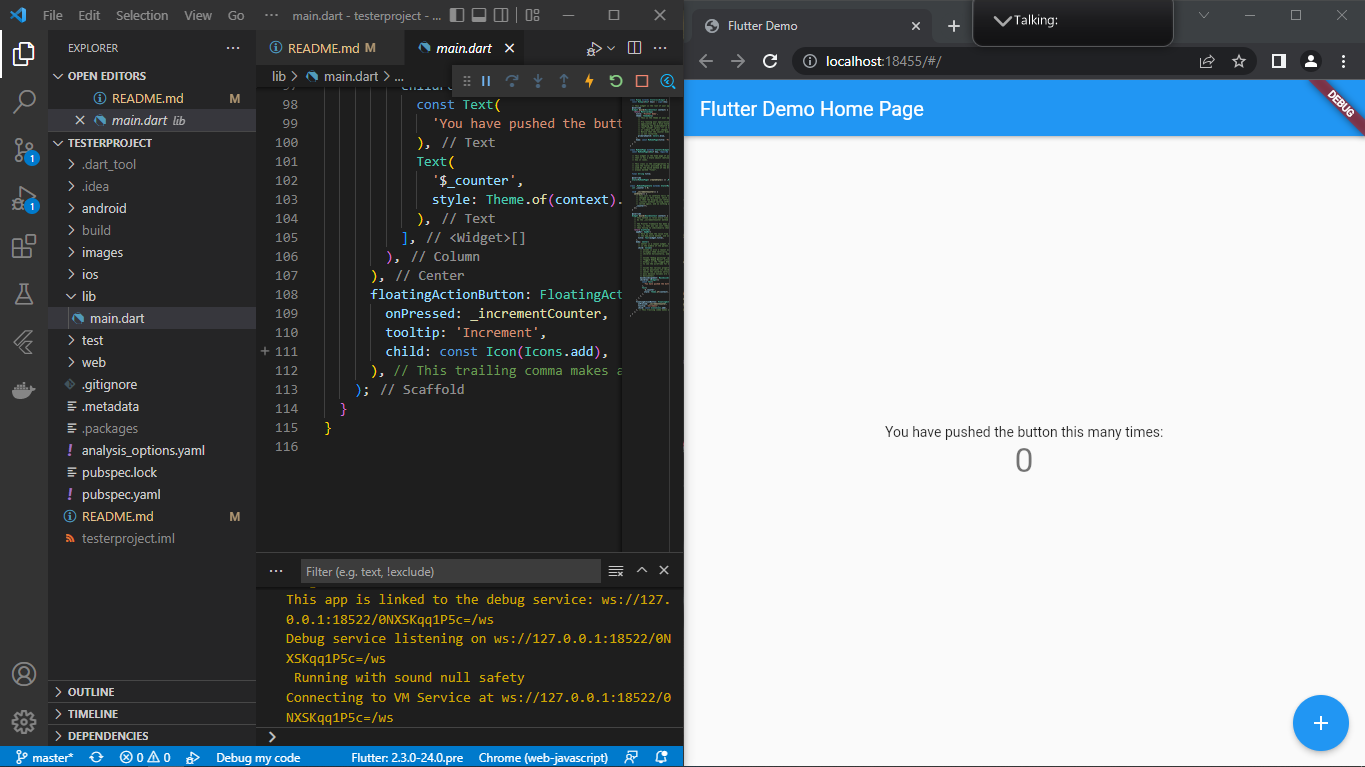 File Edit Selection View Go ··· main.dart - testerproject - ...
EXPLORER
OPEN EDITORS
README.md M
main.dart lib
TESTERPROJECT
.dart_tool
.idea
android
build
images
ios
lib
main.dart
test
web
.gitignore
.metadata
.packages
analysis_options.yaml
pubspec.lock
pubspec.yaml
README.md M
testerproject.iml
OUTLINE
TIMELINE
DEPENDENCIES
1
1
README.md M
main.dart
lib > main.dart > ...
98 const Text(
99 'You have pushed the butt
100 ), // Text
101 Text(
102 '$_counter',
103 style: Theme.of(context).
104 ), // Text
105 ], // <Widget>[]
106 ), // Column
107 ), // Center
108 floatingActionButton: FloatingAct
109 onPressed: _incrementCounter,
110 tooltip: 'Increment',
111 child: const Icon(Icons.add),
112 ), // This trailing comma makes a
113 ); // Scaffold
114 }
115 }
116
Filter (e.g. text, !exclude)
This app is linked to the debug service: ws://127.
0.0.1:18522/0NXSKqq1P5c=/ws
Debug service listening on ws://127.0.0.1:18522/0N
XSKqq1P5c=/ws
Running with sound null safety
Connecting to VM Service at ws://127.0.0.1:18522/0
NXSKqq1P5c=/ws
master* 0 0 Debug my code Flutter: 2.3.0-24.0.pre Chrome (web-javascript)
Flutter Demo
Talking:
localhost:18455/#/
Flutter Demo Home Page
DEBUG
You have pushed the button this many times:
0